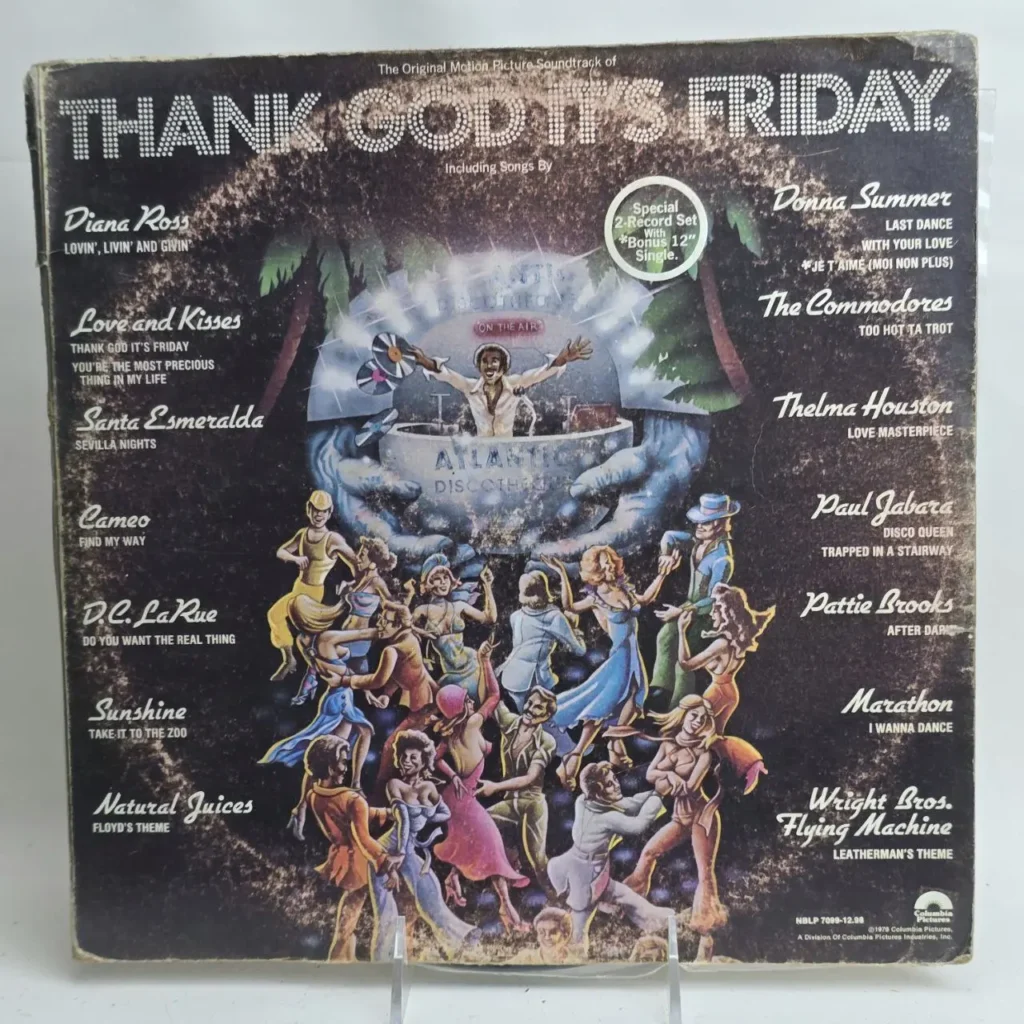 The Original Motion Picture Soundtrack of
THANK GOD IT'S FRIDAY.
Including Songs By
Diana Ross
LOVIN', LIVIN' AND GIVIN'
Love and Kisses
THANK GOD IT'S FRIDAY
YOU'RE THE MOST PRECIOUS
THING IN MY LIFE
Santa Esmeralda
SEVILLA NIGHTS
Cameo
FIND MY WAY
D.C. LaRue
DO YOU WANT THE REAL THING
Sunshine
TAKE IT TO THE ZOO
Natural Juices
FLOYD'S THEME
Special
2-Record Set
With
*Bonus 12"
Single.
ON THE AIR
ATLANTIC
DISCOTHEQUE
Donna Summer
LAST DANCE
WITH YOUR LOVE
*JE T'AIME (MOI NON PLUS)
The Commodores
TOO HOT TA TROT
Thelma Houston
LOVE MASTERPIECE
Paul Jabara
DISCO QUEEN
TRAPPED IN A STAIRWAY
Pattie Brooks
AFTER DARK
Marathon
I WANNA DANCE
Wright Bros.
Flying Machine
LEATHERMAN'S THEME
NBLP 7099-12.98
Columbia
Pictures
©1978 Columbia Pictures,
A Division Of Columbia Pictures Industries, Inc.